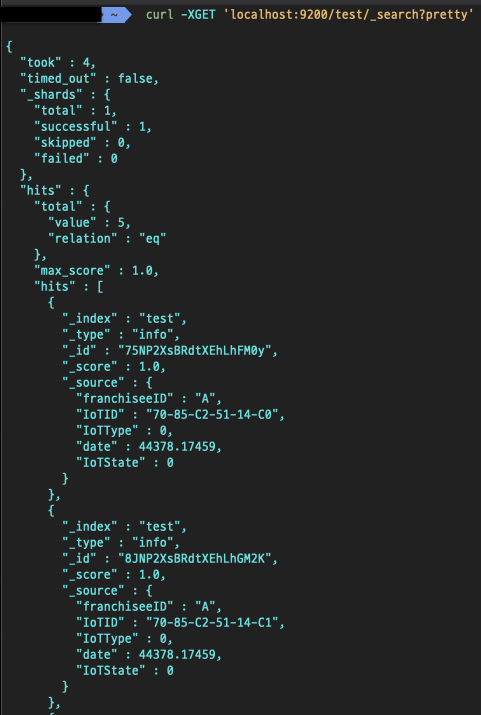 ~ curl -XGET 'localhost:9200/test/_search?pretty'
{
  "took" : 4,
  "timed_out" : false,
  "_shards" : {
    "total" : 1,
    "successful" : 1,
    "skipped" : 0,
    "failed" : 0
  },
  "hits" : {
    "total" : {
      "value" : 5,
      "relation" : "eq"
    },
    "max_score" : 1.0,
    "hits" : [
      {
        "_index" : "test",
        "_type" : "info",
        "_id" : "75NP2XsBRdtXEhLhFM0y",
        "_score" : 1.0,
        "_source" : {
          "franchiseeID" : "A",
          "IoTID" : "70-85-C2-51-14-C0",
          "IoTType" : 0,
          "date" : 44378.17459,
          "IoTState" : 0
        }
      },
      {
        "_index" : "test",
        "_type" : "info",
        "_id" : "8JNP2XsBRdtXEhLhGM2K",
        "_score" : 1.0,
        "_source" : {
          "franchiseeID" : "A",
          "IoTID" : "70-85-C2-51-14-C1",
          "IoTType" : 0,
          "date" : 44378.17459,
          "IoTState" : 0
        }
      },
      {